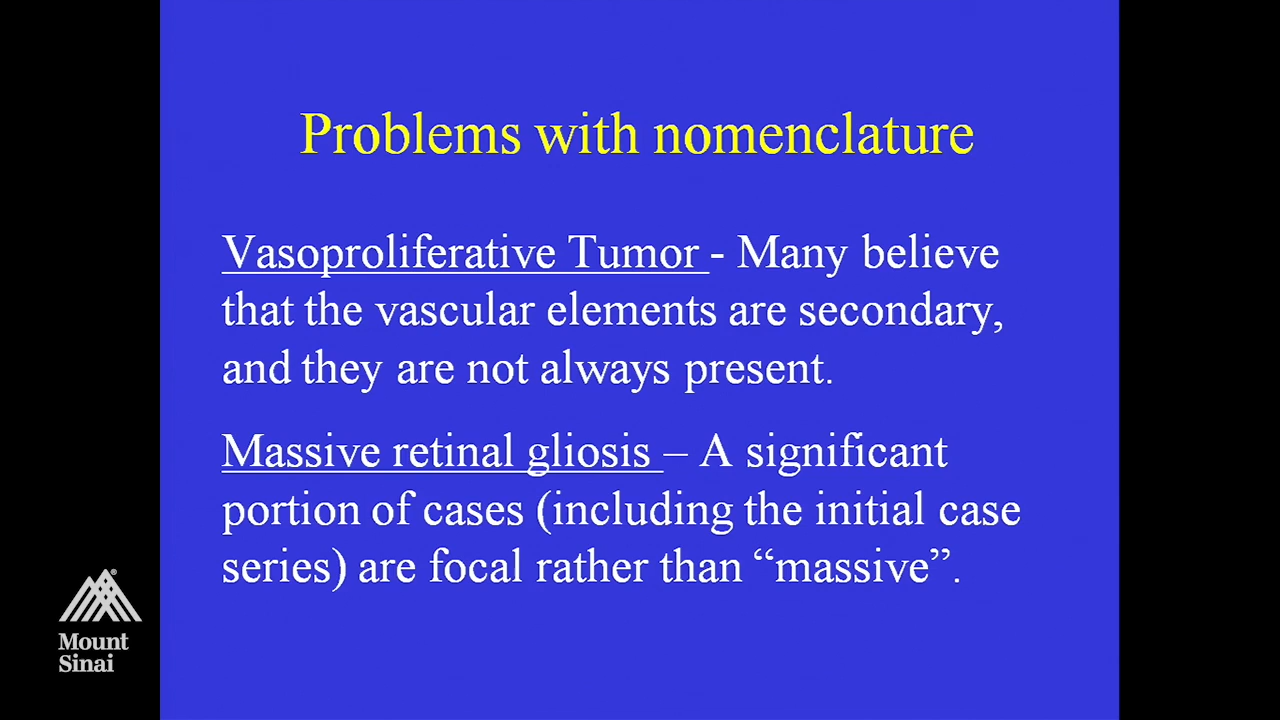 Problems with nomenclature
Vasoproliferative Tumor - Many believe
that the vascular elements are secondary,
and they are not always present.
Massive retinal gliosis – A significant
portion of cases (including the initial case
series) are focal rather than “massive”.
Mount
Sinai